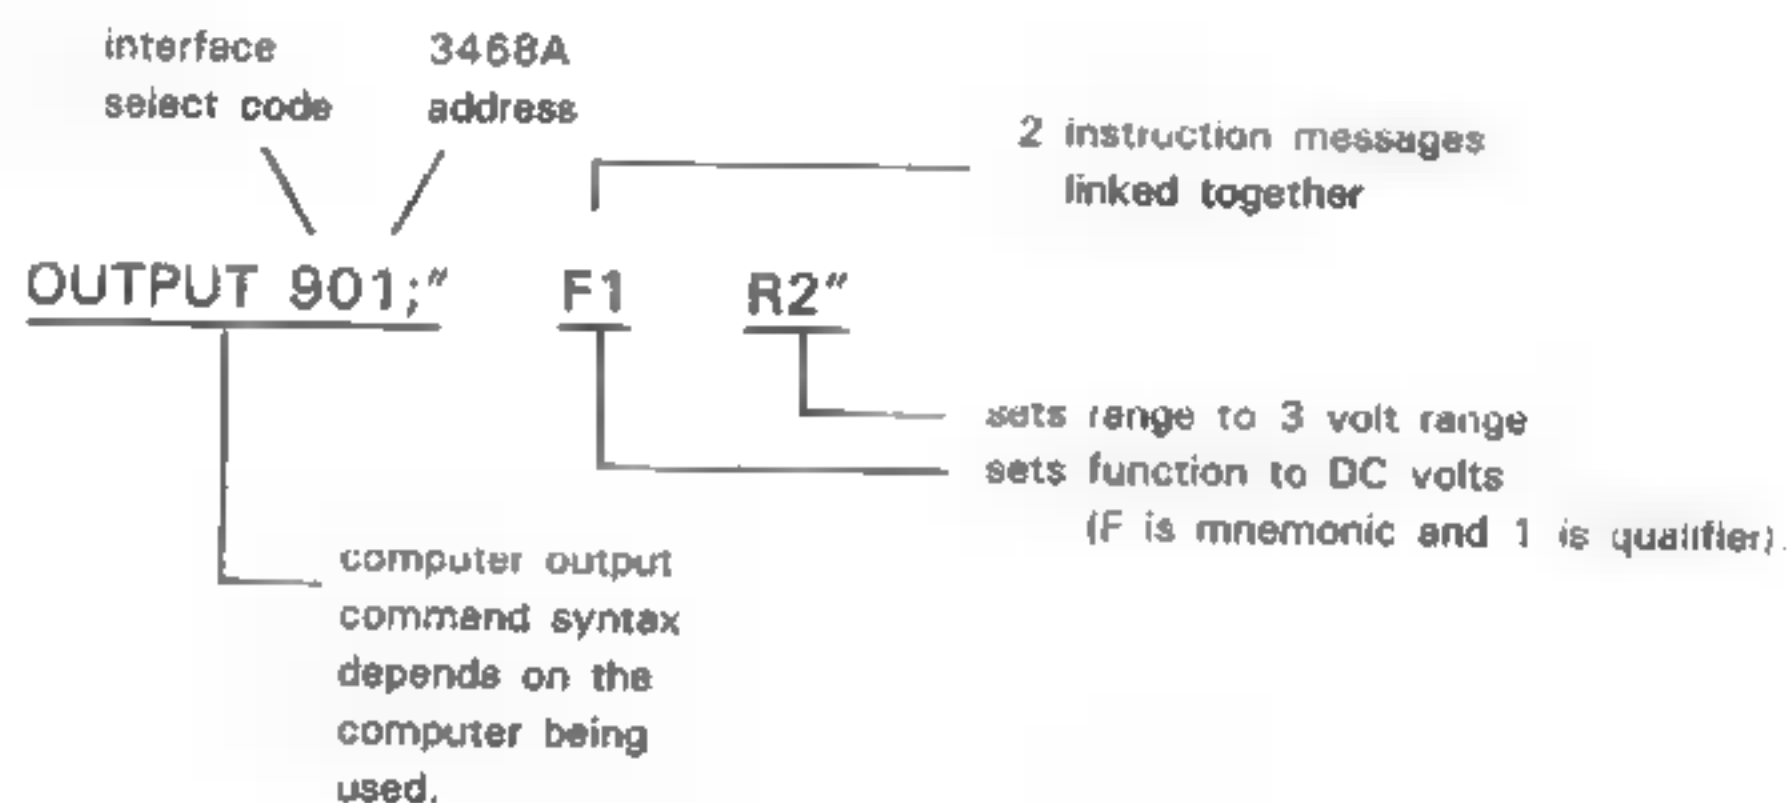 interface
select code
3468A
address
2 instruction messages
linked together
OUTPUT 901;" F1 R2"
sets range to 3 volt range
sets function to DC volts
(F is mnemonic and 1 is qualifier).
computer output
command syntax
depends on the
computer being
used.